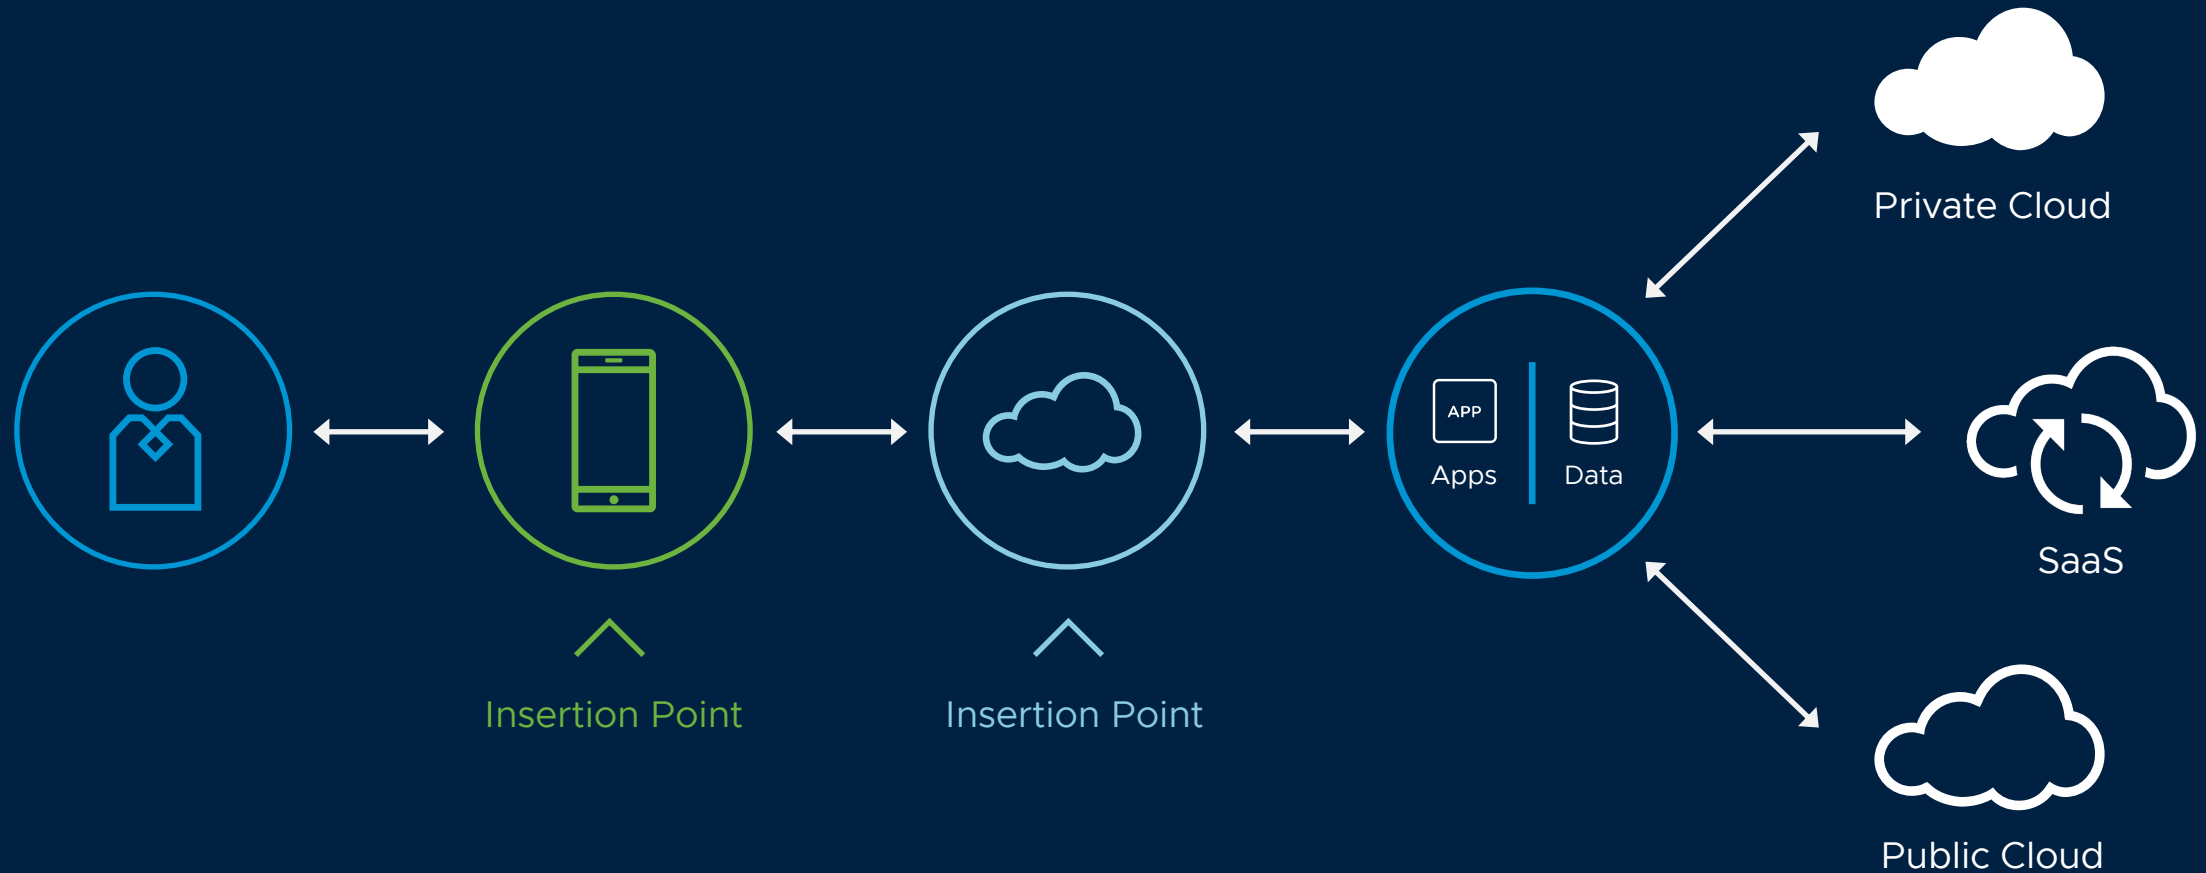 Private Cloud
APP
Apps
Data
SaaS
Insertion Point
Insertion Point
Public Cloud